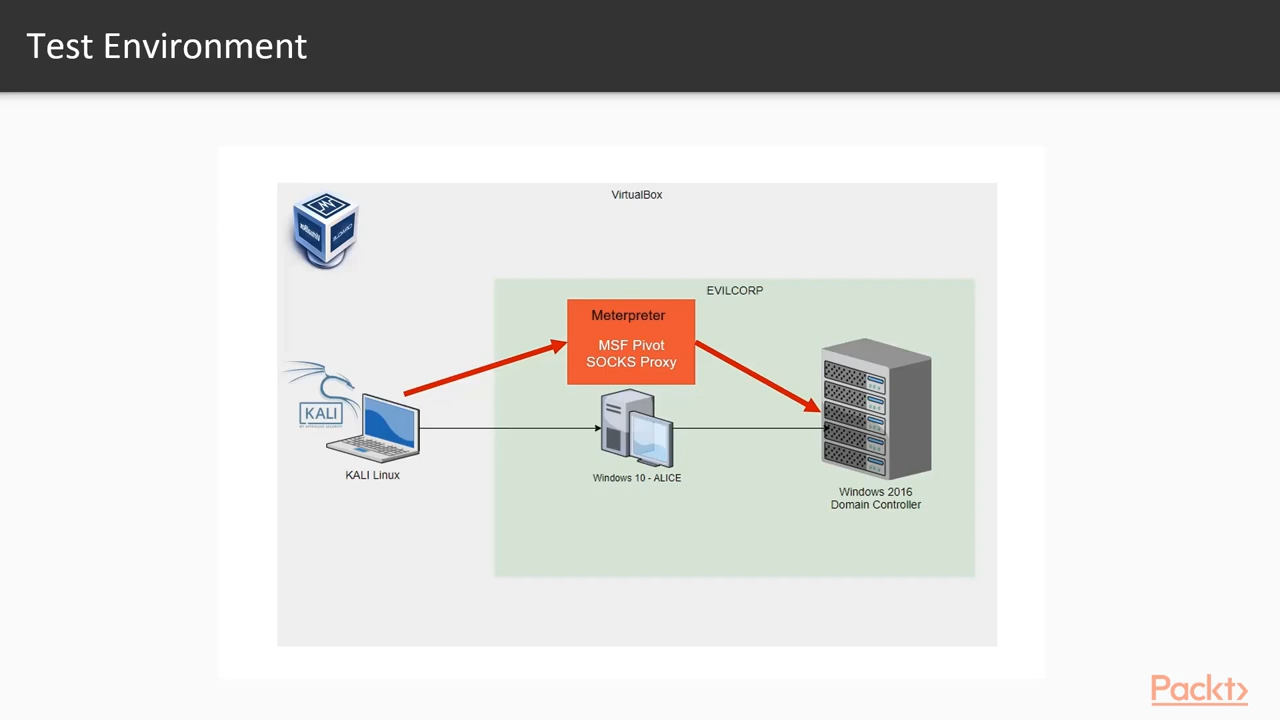 Test Environment
VirtualBox
EVILCORP
Meterpreter
MSF Pivot
SOCKS Proxy
KALI
KALI Linux
Windows 10 - ALICE
Windows 2016
Domain Controller
Packt>